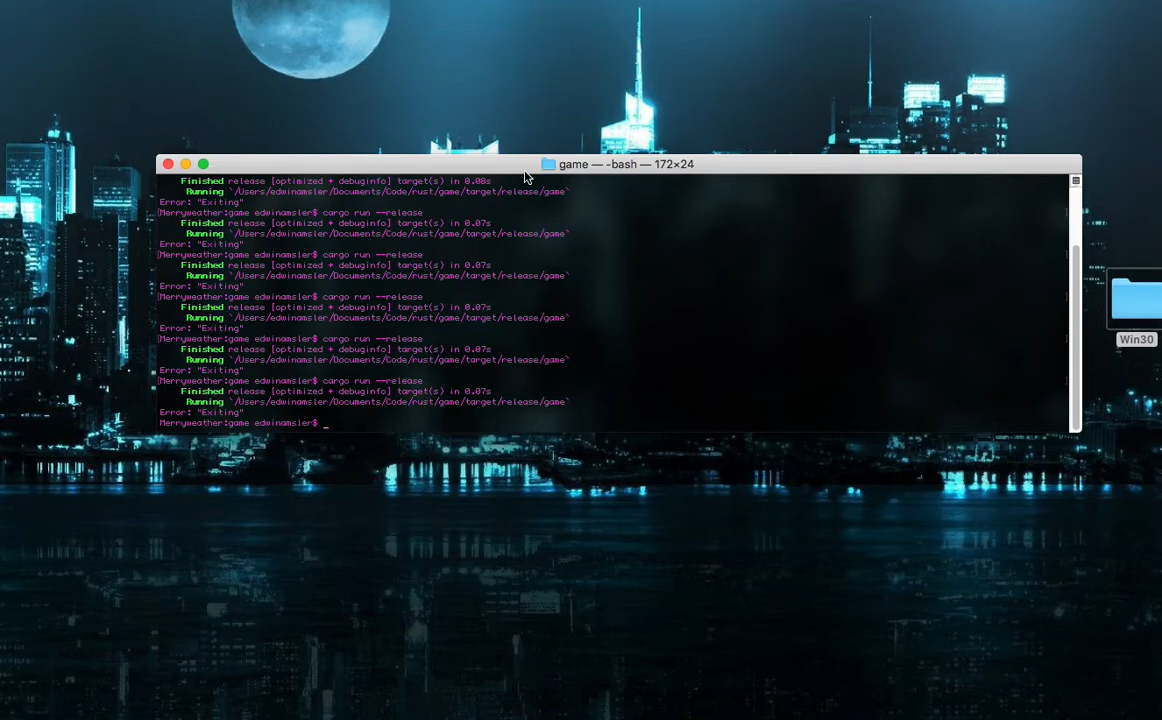 game — -bash — 172×24
Finished release [optimized + debuginfo] target(s) in 0.08s
Running `/Users/edwinamsler/Documents/Code/rust/game/target/release/game`
Error: "Exiting"
[Merryweather:game edwinamsler$ cargo run --release ]
Finished release [optimized + debuginfo] target(s) in 0.07s
Running `/Users/edwinamsler/Documents/Code/rust/game/target/release/game`
Error: "Exiting"
[Merryweather:game edwinamsler$ cargo run --release ]
Finished release [optimized + debuginfo] target(s) in 0.07s
Running `/Users/edwinamsler/Documents/Code/rust/game/target/release/game`
Error: "Exiting"
[Merryweather:game edwinamsler$ cargo run --release ]
Finished release [optimized + debuginfo] target(s) in 0.07s
Running `/Users/edwinamsler/Documents/Code/rust/game/target/release/game`
Error: "Exiting"
[Merryweather:game edwinamsler$ cargo run --release ]
Finished release [optimized + debuginfo] target(s) in 0.07s
Running `/Users/edwinamsler/Documents/Code/rust/game/target/release/game`
Error: "Exiting"
[Merryweather:game edwinamsler$ cargo run --release ]
Finished release [optimized + debuginfo] target(s) in 0.07s
Running `/Users/edwinamsler/Documents/Code/rust/game/target/release/game`
Error: "Exiting"
Merryweather:game edwinamsler$ _
Win30